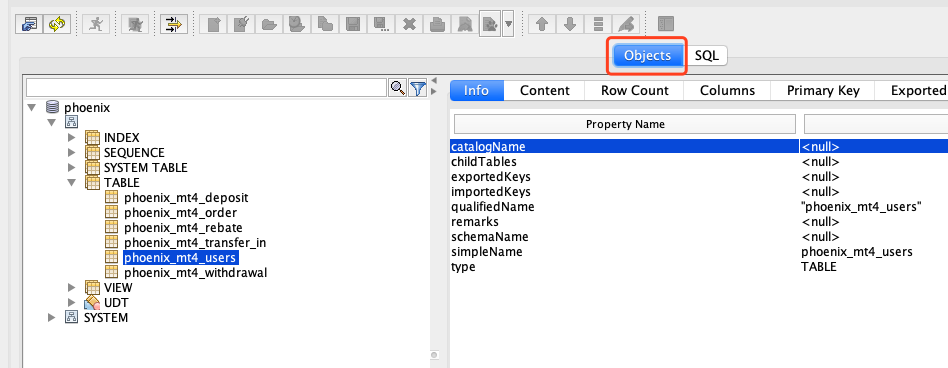 Objects SQL
Info Content Row Count Columns Primary Key Exported
phoenix
INDEX
SEQUENCE
SYSTEM TABLE
TABLE
phoenix_mt4_deposit
phoenix_mt4_order
phoenix_mt4_rebate
phoenix_mt4_transfer_in
phoenix_mt4_users
phoenix_mt4_withdrawal
VIEW
UDT
SYSTEM
Property Name
catalogName <null>
childTables <null>
exportedKeys <null>
importedKeys <null>
qualifiedName "phoenix_mt4_users"
remarks <null>
schemaName <null>
simpleName phoenix_mt4_users
type TABLE